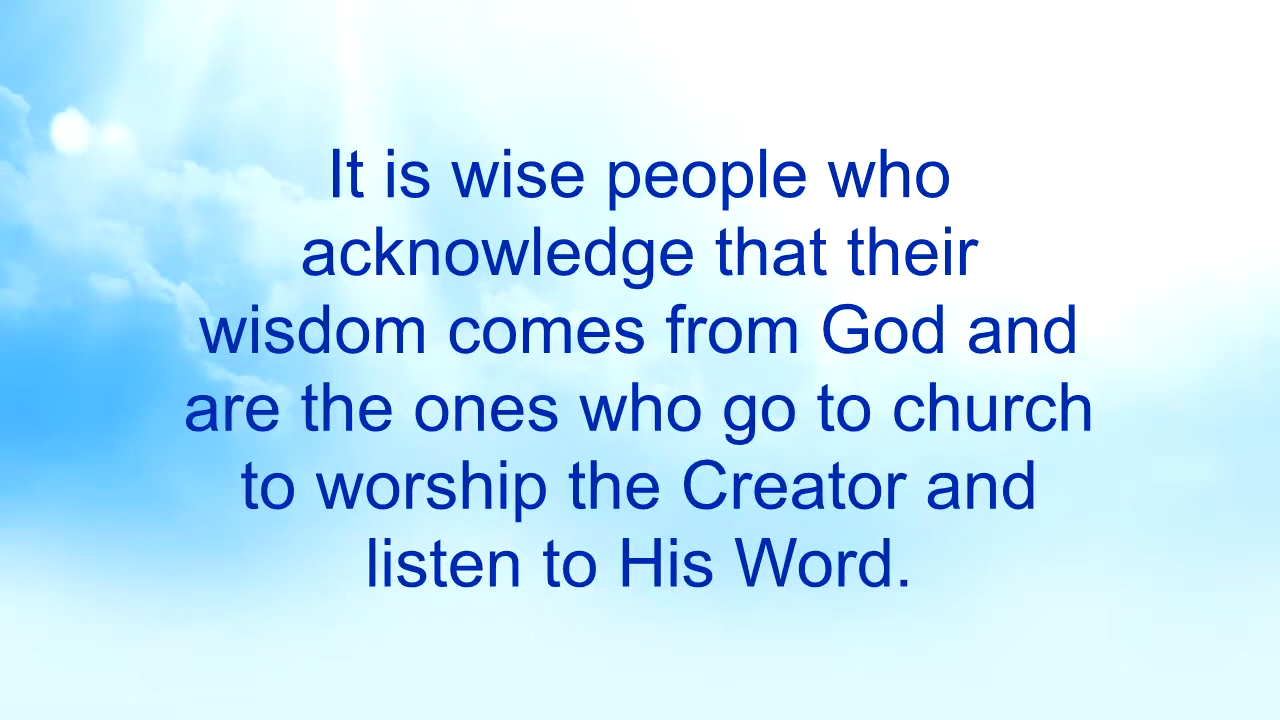 It is wise people who
acknowledge that their
wisdom comes from God and
are the ones who go to church
to worship the Creator and
listen to His Word.